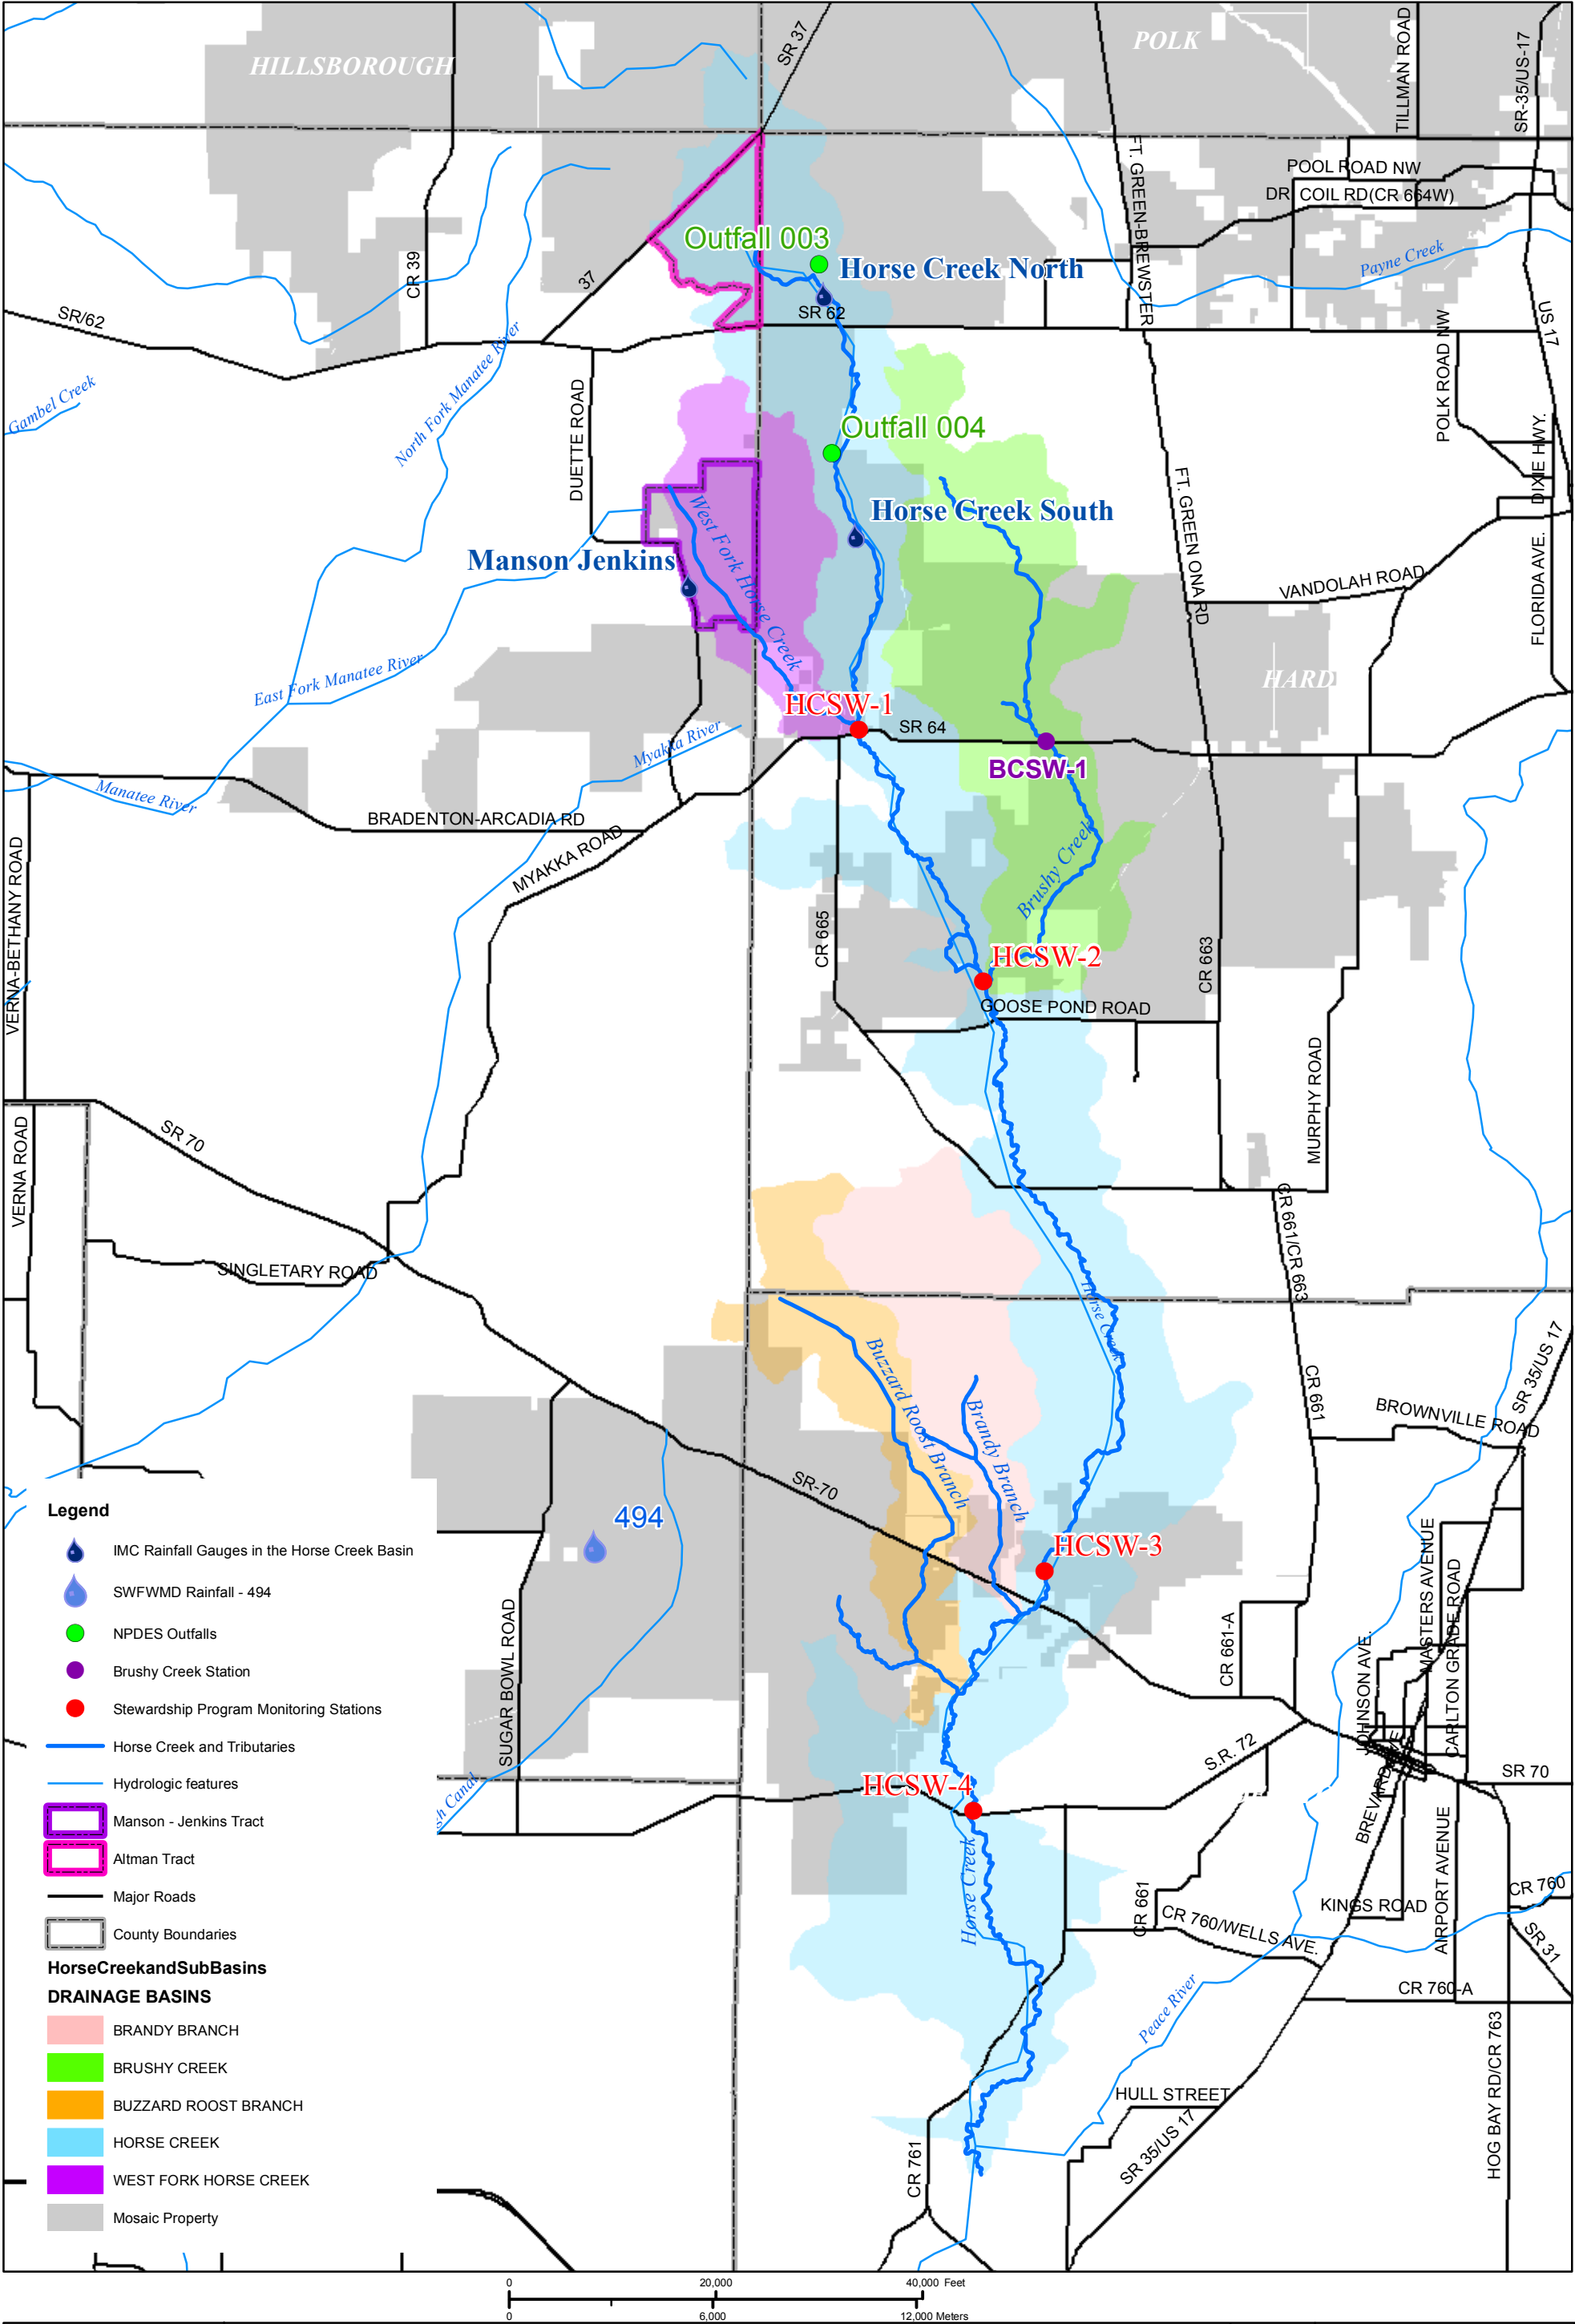 HILLSBOROUGH
POLK
SR 37
TILLMAN ROAD
SR-35/US-17
FT. GREEN-BREWSTER
POOL ROAD NW
DR. COIL RD(CR 664W)
Payne Creek
CR 39
37
Outfall 003
Horse Creek North
SR 62
SR/62
US 17
POLK ROAD NW
Gambel Creek
North Fork Manatee River
DUETTE ROAD
Outfall 004
DIXIE HWY.
Horse Creek South
FT. GREEN ONA RD
West Fork Horse Creek
Manson Jenkins
VANDOLAH ROAD
FLORIDA AVE.
East Fork Manatee River
HARD
HCSW-1
SR 64
Myakka River
BCSW-1
Manatee River
BRADENTON-ARCADIA RD
MYAKKA ROAD
Brushy Creek
VERNA-BETHANY ROAD
CR 665
CR 663
HCSW-2
GOOSE POND ROAD
MURPHY ROAD
VERNA ROAD
SR 70
CR 661/CR 663
SINGLETARY ROAD
Horse Creek
Buzzard Roost Branch
Brandy Branch
CR 661
SR 35/US 17
BROWNVILLE ROAD
SR-70
494
HCSW-3
MASTERS AVENUE
CARLTON GRADE ROAD
SUGAR BOWL ROAD
CR 661-A
JOHNSON AVE.
S.R. 72
SR 70
HCSW-4
BREVARD AVE
AIRPORT AVENUE
Horse Creek
CR 661
CR 760/WELLS AVE.
KINGS ROAD
CR 760
SR 31
CR 760-A
Peace River
HULL STREET
SR 35/US 17
HOG BAY RD/CR 763
CR 761
Legend
IMC Rainfall Gauges in the Horse Creek Basin
SWFWMD Rainfall - 494
NPDES Outfalls
Brushy Creek Station
Stewardship Program Monitoring Stations
Horse Creek and Tributaries
Hydrologic features
Manson - Jenkins Tract
Altman Tract
Major Roads
County Boundaries
HorseCreekandSubBasins
DRAINAGE BASINS
BRANDY BRANCH
BRUSHY CREEK
BUZZARD ROOST BRANCH
HORSE CREEK
WEST FORK HORSE CREEK
Mosaic Property
Canal
0 20,000 40,000 Feet
0 6,000 12,000 Meters